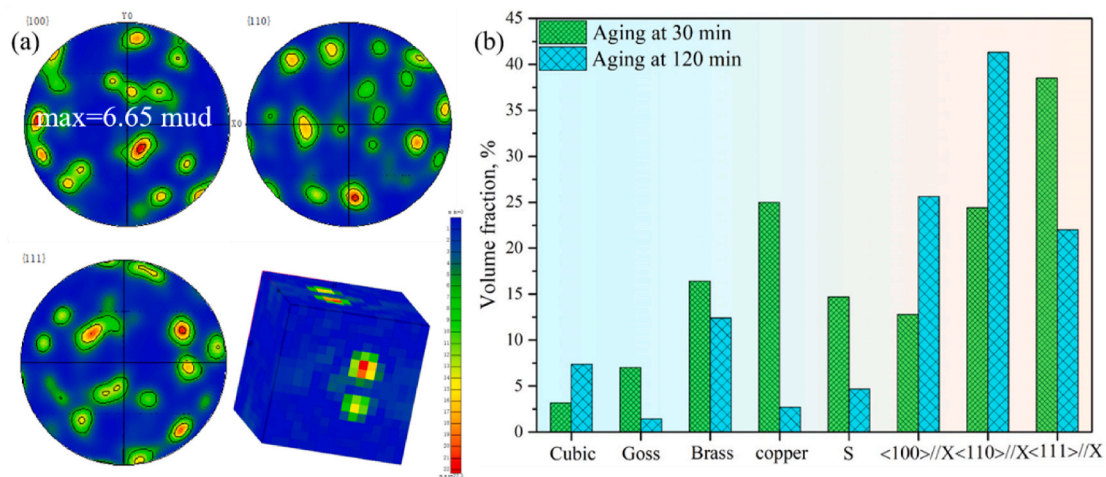 (a)
{100}
Y0
{110}
max=6.65 mud
X0
{111}
(b)
Aging at 30 min
Aging at 120 min
Volume fraction, %
45
40
35
30
25
20
15
10
5
0
Cubic Goss Brass copper S <100>//X <110>//X <111>//X